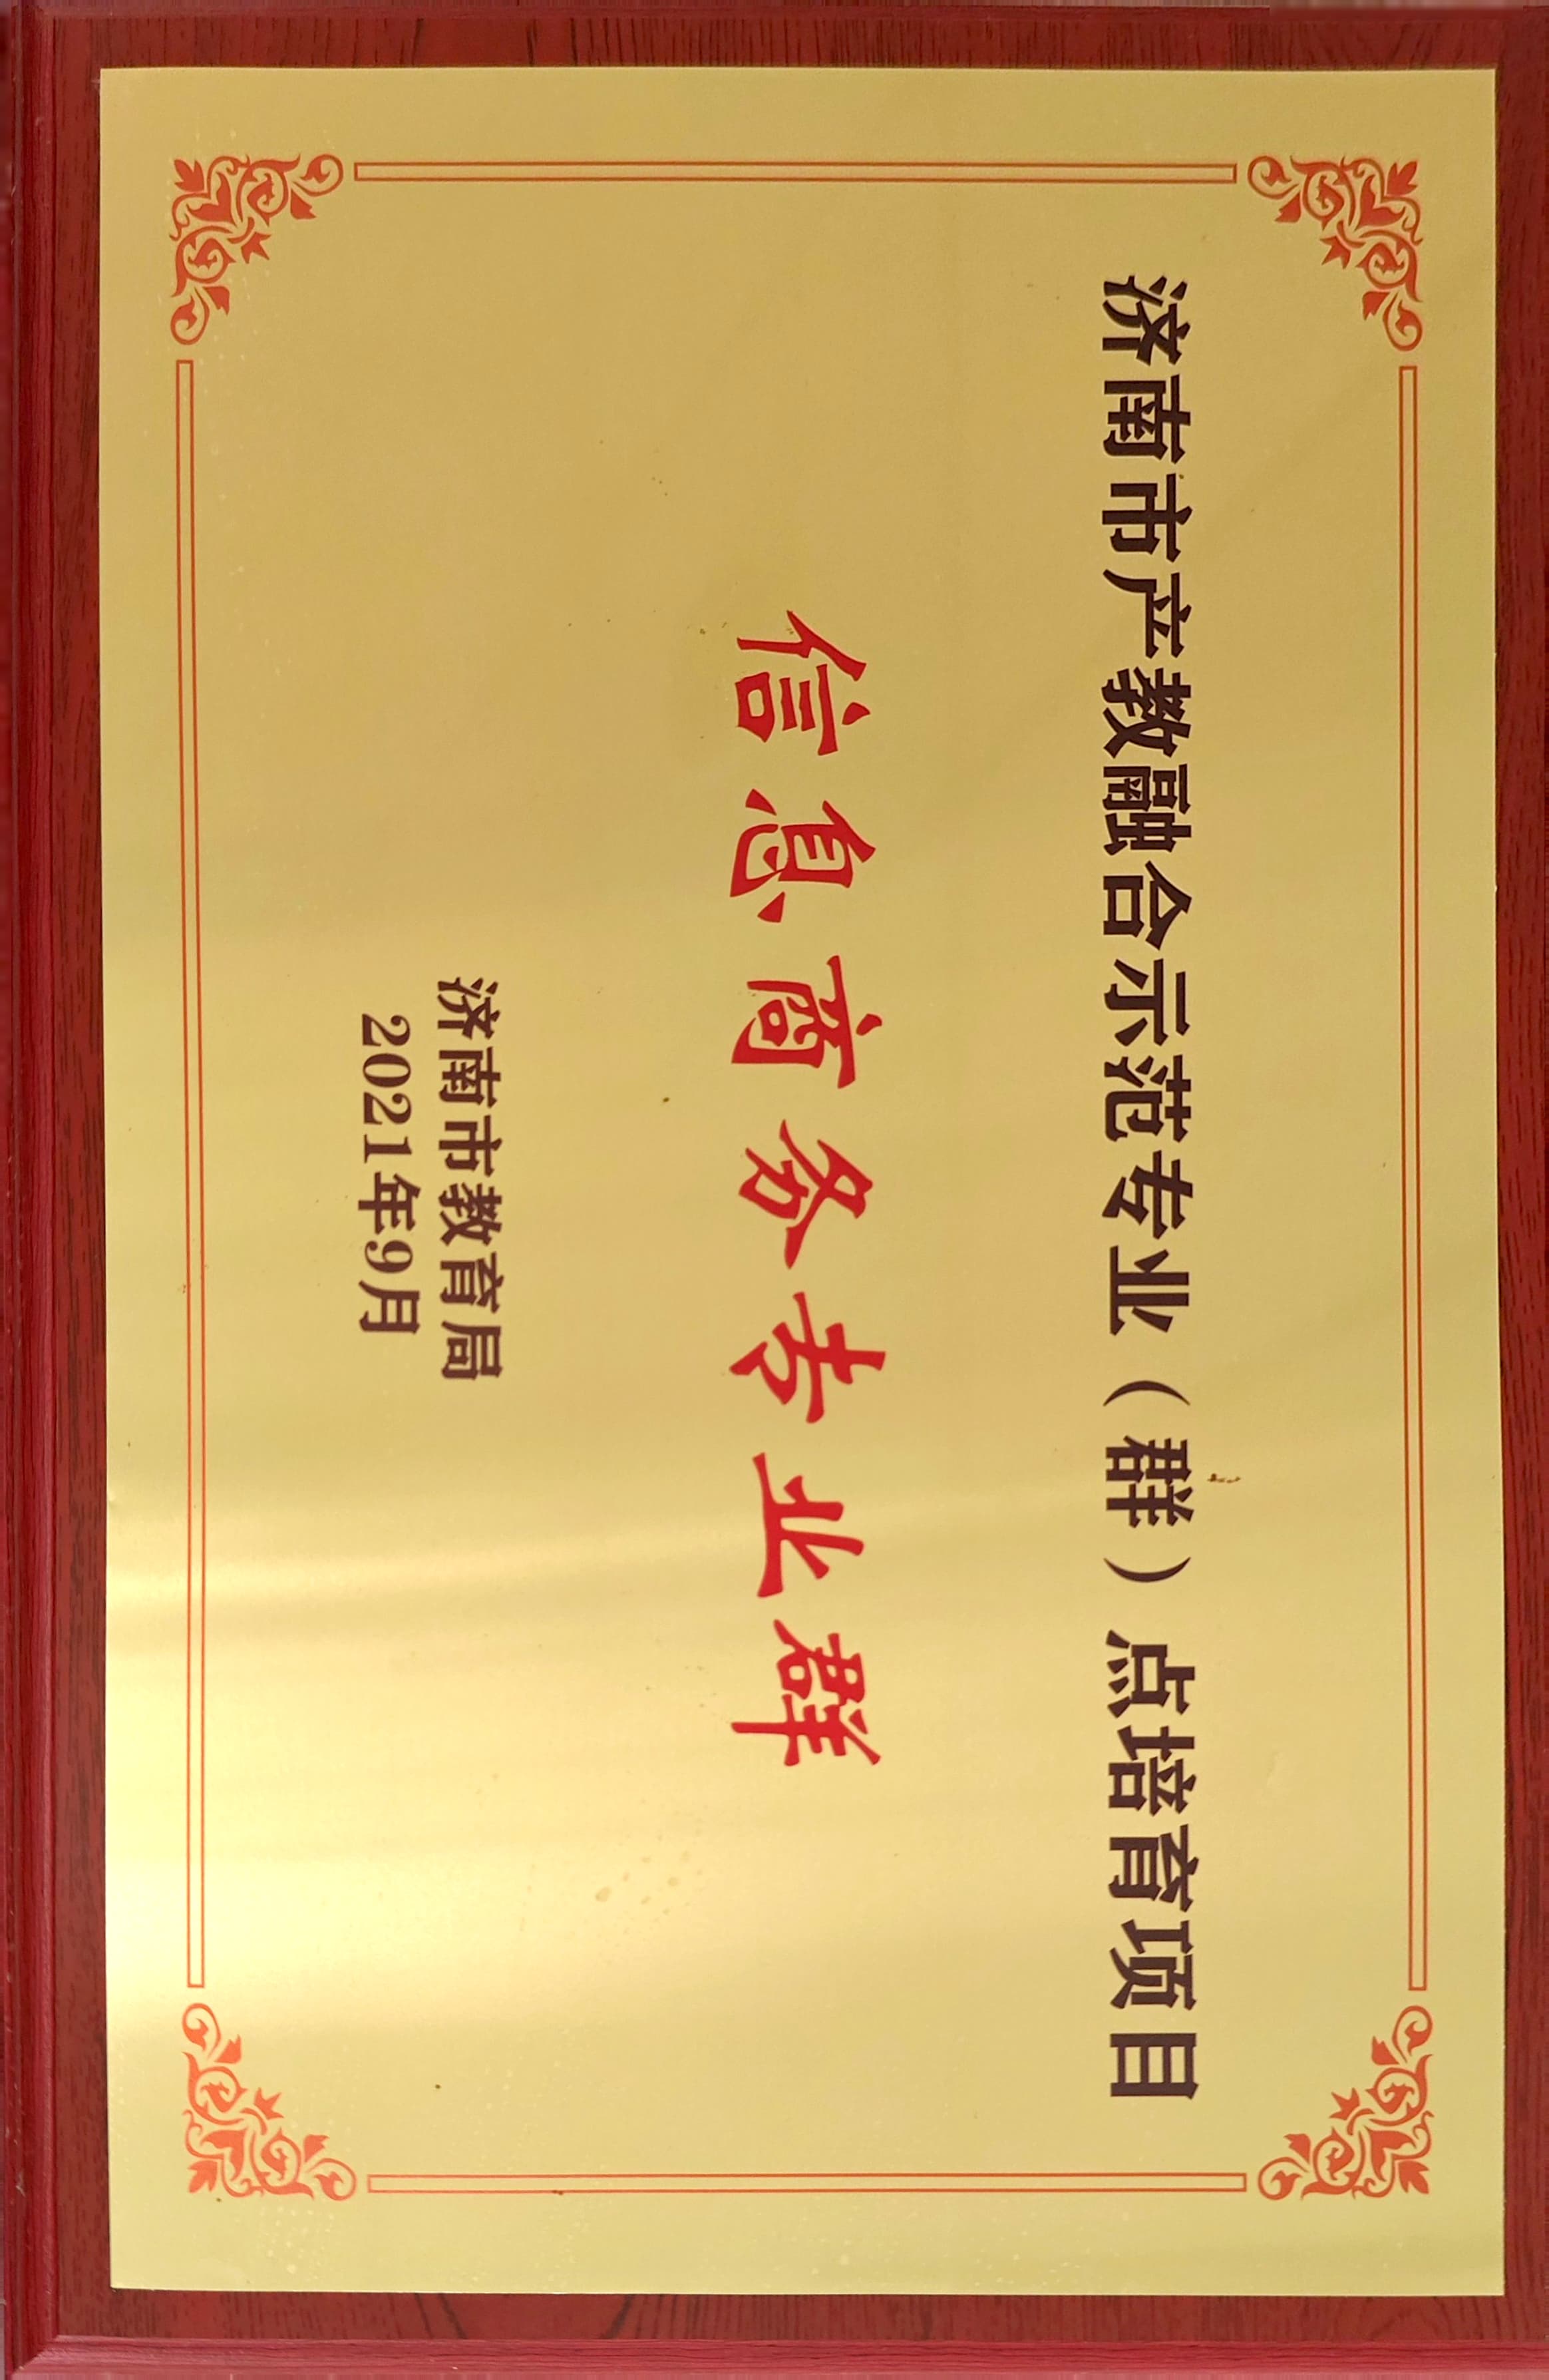 济南市产教融合示范专业（群）点培育项目
信息商务专业群
济南市教育局
2021年9月